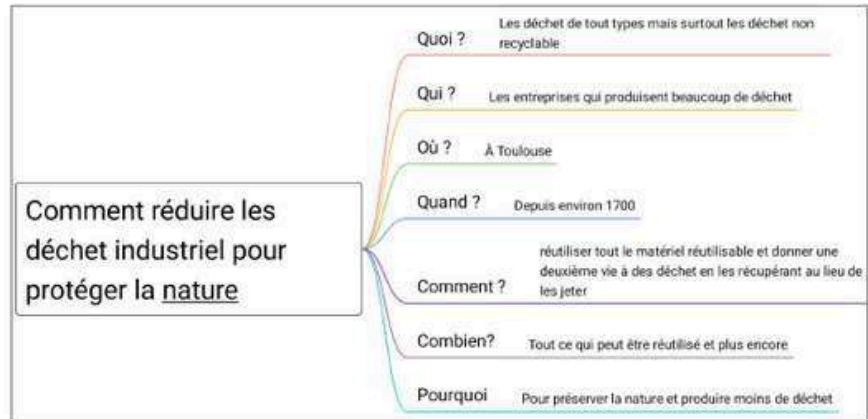 Comment réduire les
déchet industriel pour
protéger la nature
Quoi ?
Les déchet de tout types mais surtout les déchet non
recyclable
Qui ?
Les entreprises qui produisent beaucoup de déchet
Où ?
À Toulouse
Quand ?
Depuis environ 1700
Comment ?
réutiliser tout le matériel réutilisable et donner une
deuxième vie à des déchet en les récupérant au lieu de
les jeter
Combien?
Tout ce qui peut être réutilisé et plus encore
Pourquoi
Pour préserver la nature et produire moins de déchet